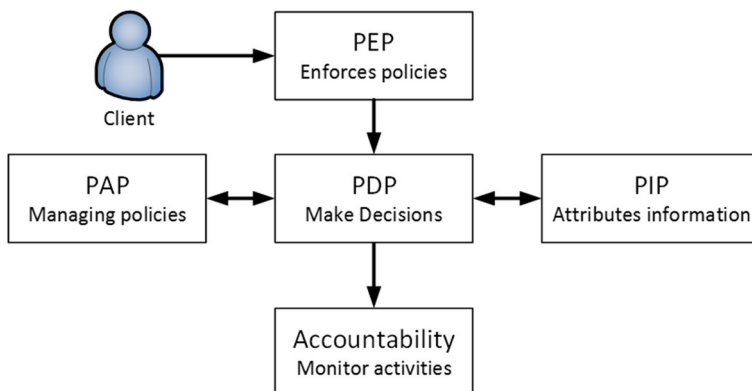 PEP
Enforces policies
Client
PAP
Managing policies
PDP
Make Decisions
PIP
Attributes information
Accountability
Monitor activities